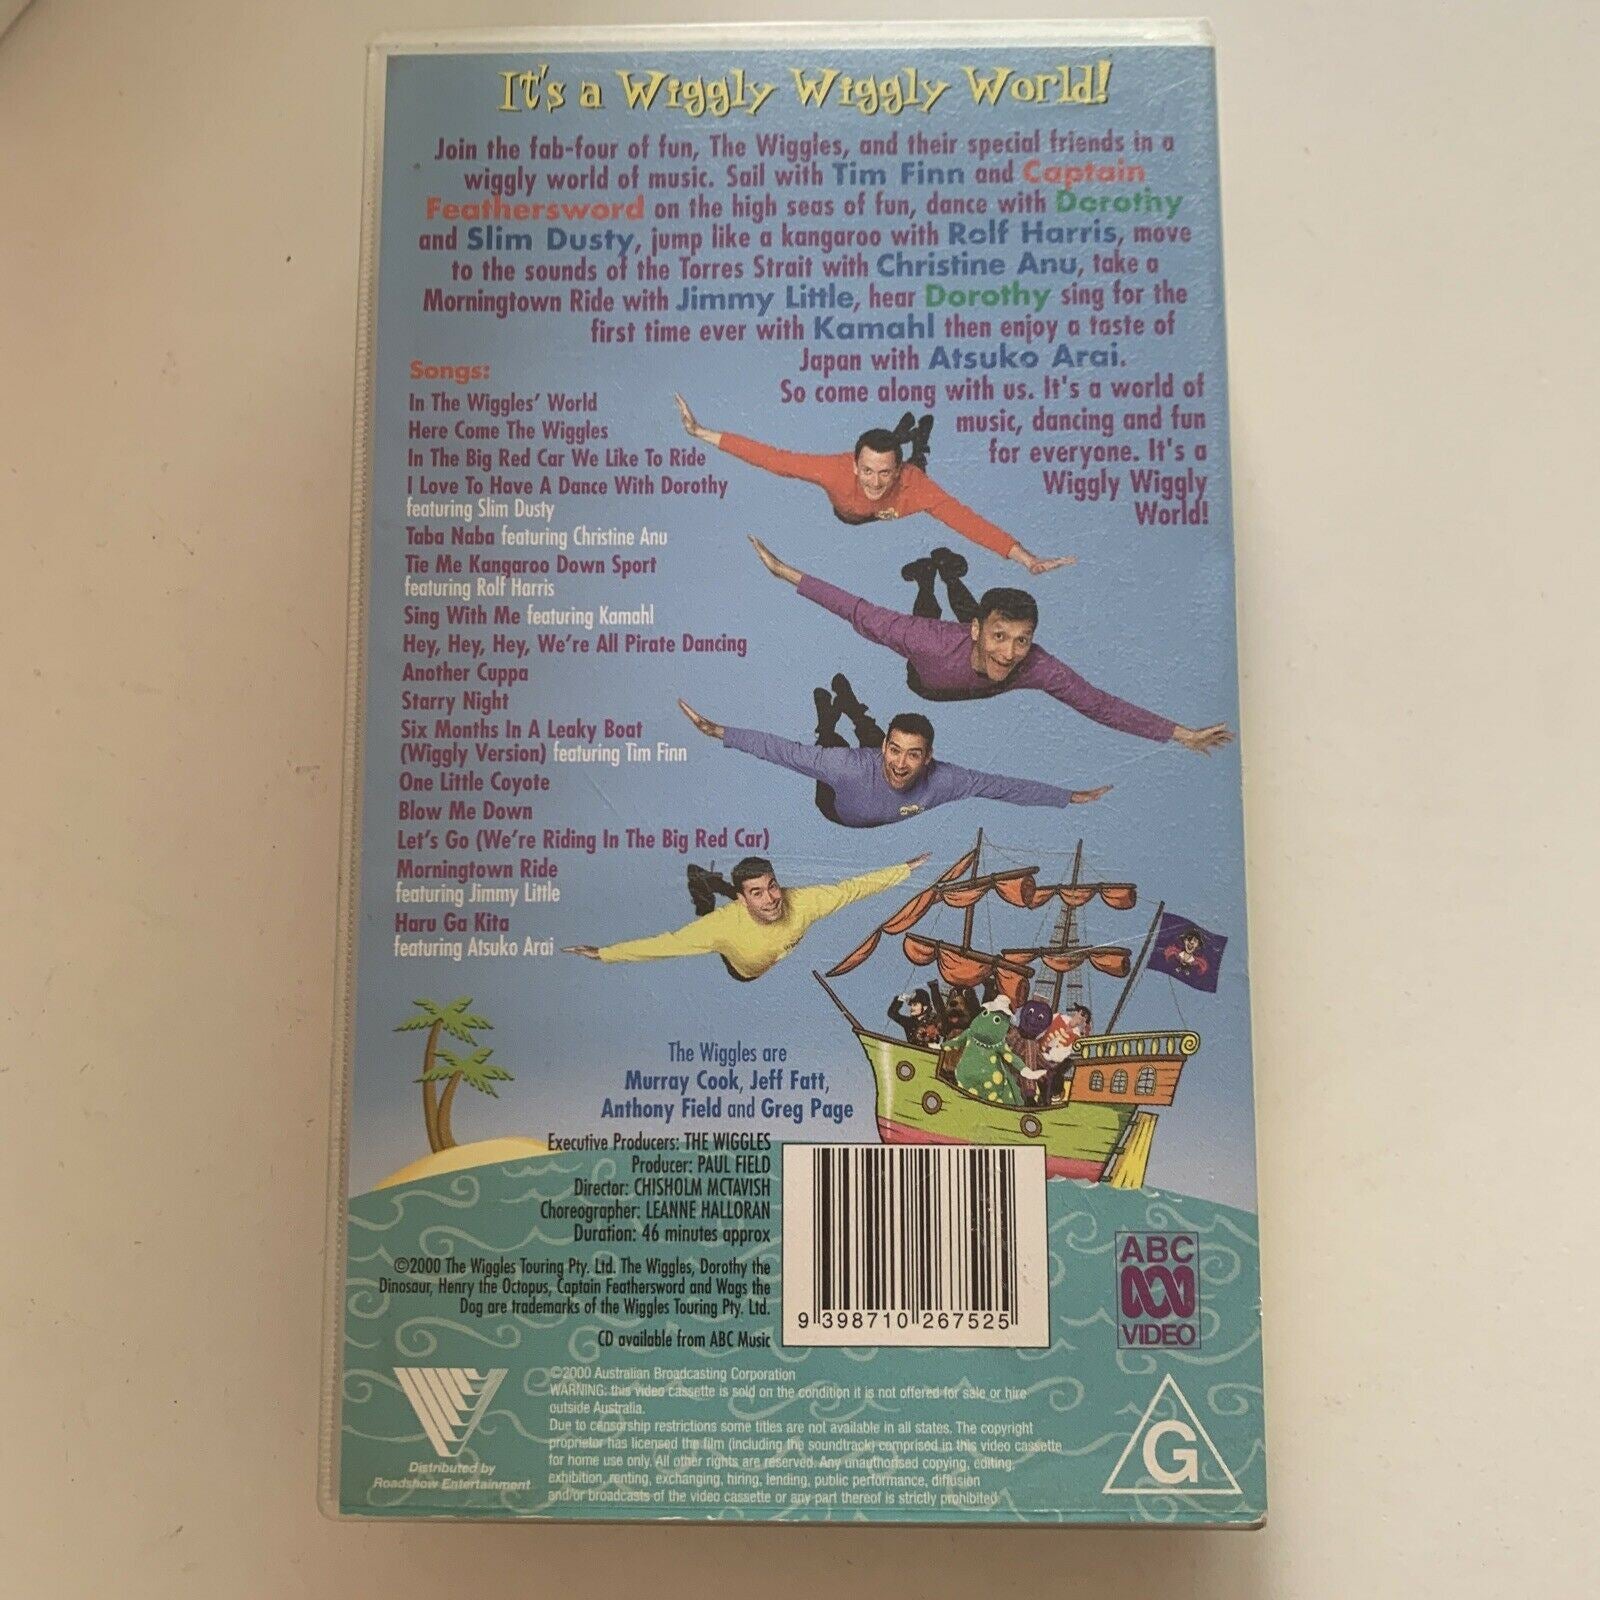 It's a Wiggly Wiggly World!
Join the fab-four of fun, The Wiggles, and their special friends in a
wiggly world of music. Sail with Tim Finn and Captain
Feathersword on the high seas of fun, dance with Dorothy
and Slim Dusty, jump like a kangaroo with Rolf Harris, move
to the sounds of the Torres Strait with Christine Anu, take a
Morningtown Ride with Jimmy Little, hear Dorothy sing for the
first time ever with Kamahl then enjoy a taste of
Japan with Atsuko Arai.
So come along with us. It's a world of
music, dancing and fun
for everyone. It's a
Wiggly Wiggly
World!
Songs:
In The Wiggles' World
Here Come The Wiggles
In The Big Red Car We Like To Ride
I Love To Have A Dance With Dorothy
featuring Slim Dusty
Taba Naba featuring Christine Anu
Tie Me Kangaroo Down Sport
featuring Rolf Harris
Sing With Me featuring Kamahl
Hey, Hey, Hey, We're All Pirate Dancing
Another Cuppa
Starry Night
Six Months In A Leaky Boat
(Wiggly Version) featuring Tim Finn
One Little Coyote
Blow Me Down
Let's Go (We're Riding In The Big Red Car)
Morningtown Ride
featuring Jimmy Little
Haru Ga Kita
featuring Atsuko Arai
The Wiggles are
Murray Cook, Jeff Fatt,
Anthony Field and Greg Page
Executive Producers: THE WIGGLES
Producer: PAUL FIELD
Director: CHISHOLM MCTAVISH
Choreographer: LEANNE HALLORAN
Duration: 46 minutes approx
©2000 The Wiggles Touring Pty. Ltd. The Wiggles, Dorothy the
Dinosaur, Henry the Octopus, Captain Feathersword and Wags the
Dog are trademarks of the Wiggles Touring Pty. Ltd.
CD available from ABC Music
9 398710 267525
ABC
VIDEO
Distributed by
Roadshow Entertainment
©2000 Australian Broadcasting Corporation
WARNING: this video cassette is sold on the condition it is not offered for sale or hire
outside Australia.
Due to censorship restrictions some titles are not available in all states. The copyright
proprietor has licensed the film (including the soundtrack) comprised in this video cassette
for home use only. All other rights are reserved. Any unauthorised copying, editing,
exhibition, renting, exchanging, hiring, lending, public performance, diffusion
and/or broadcasts of the video cassette or any part thereof is strictly prohibited
G